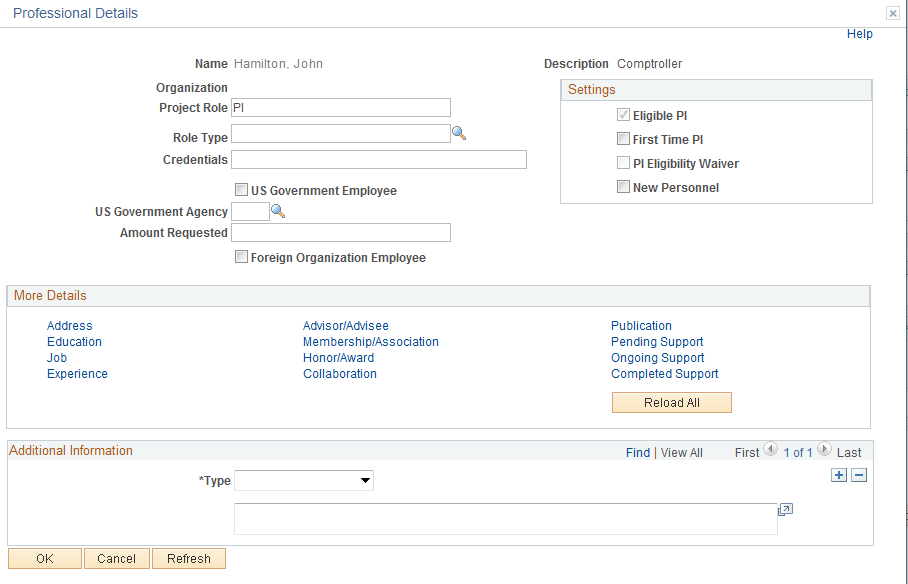 Professional Details
Help
Name Hamilton, John
Description Comptroller
Organization
Project Role PI
Role Type
Credentials
US Government Employee
US Government Agency
Amount Requested
Foreign Organization Employee
Settings
Eligible PI
First Time PI
PI Eligibility Waiver
New Personnel
More Details
Address Advisor/Advisee Publication
Education Membership/Association Pending Support
Job Honor/Award Ongoing Support
Experience Collaboration Completed Support
Reload All
Additional Information Find | View All First 1 of 1 Last
*Type
OK Cancel Refresh